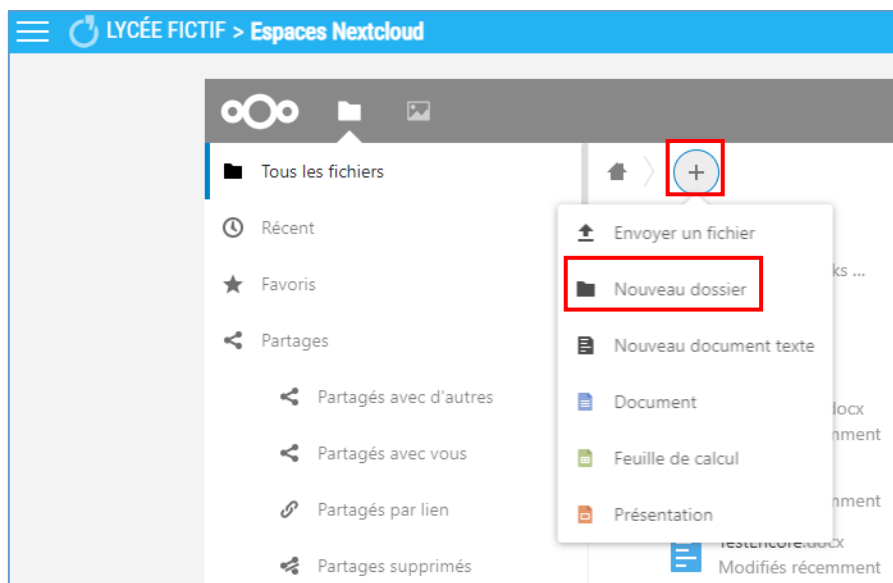 LYCÉE FICTIF > Espaces Nextcloud
Tous les fichiers
Récent
Favoris
Partages
Partagés avec d'autres
Partagés avec vous
Partagés par lien
Partages supprimés
+
Envoyer un fichier
Nouveau dossier
Nouveau document texte
Document
Feuille de calcul
Présentation
ks ...
.docx
mment
mment
TestEncore.docx
Modifiés récemment